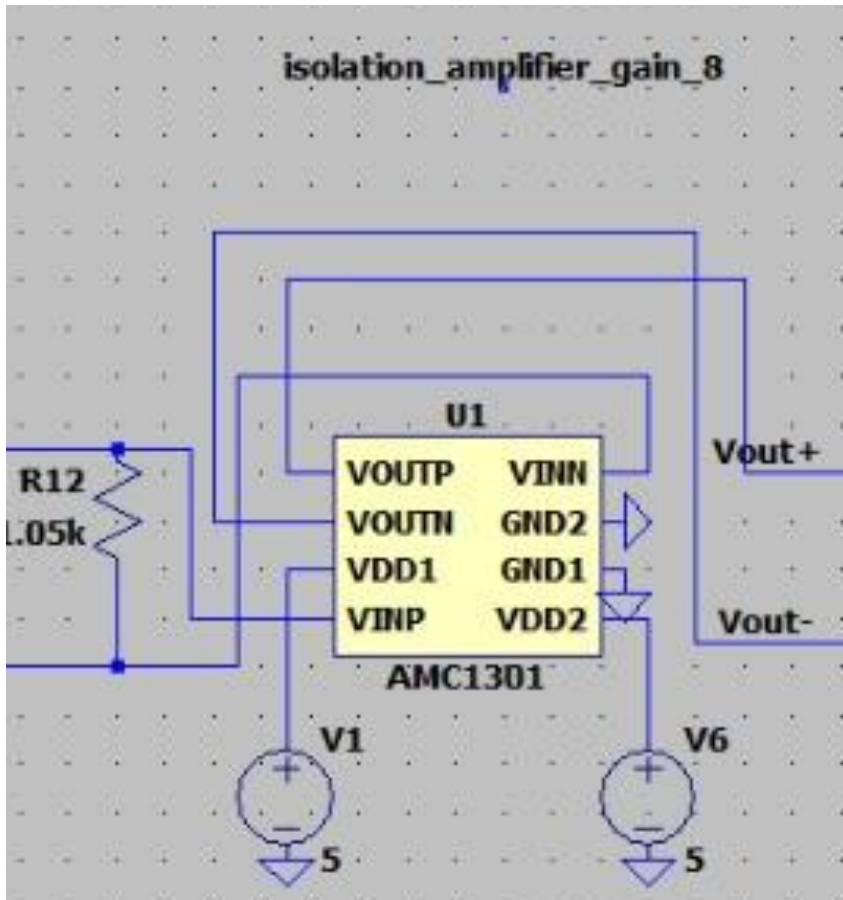 isolation_amplifier_gain_8
U1
VOUTP VINN
VOUTN GND2
VDD1 GND1
VINP VDD2
AMC1301
R12
1.05k
Vout+
Vout-
V1
5
V6
5